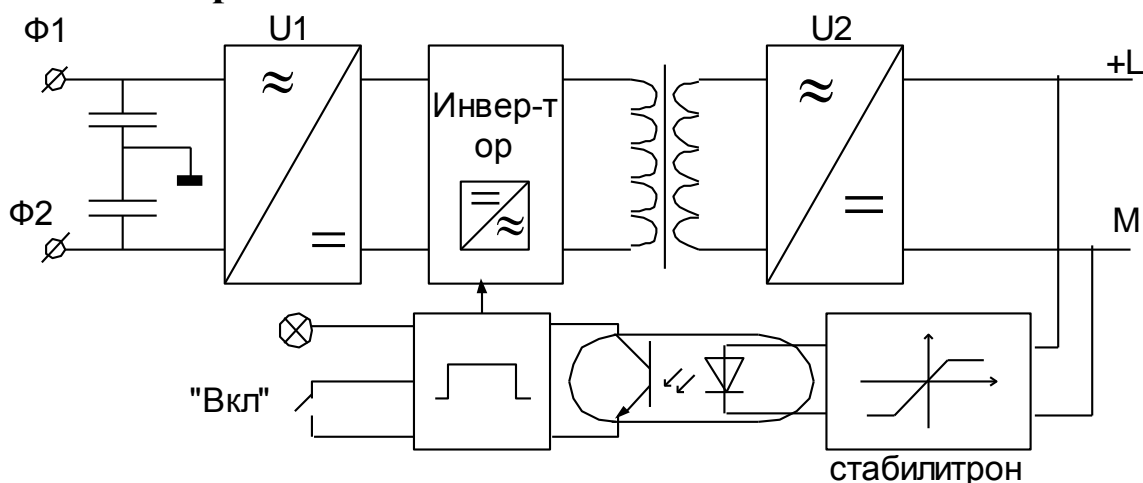 Ф1
U1
U2
+L
Инвер-т
ор
Ф2
М
"Вкл"
стабилитрон